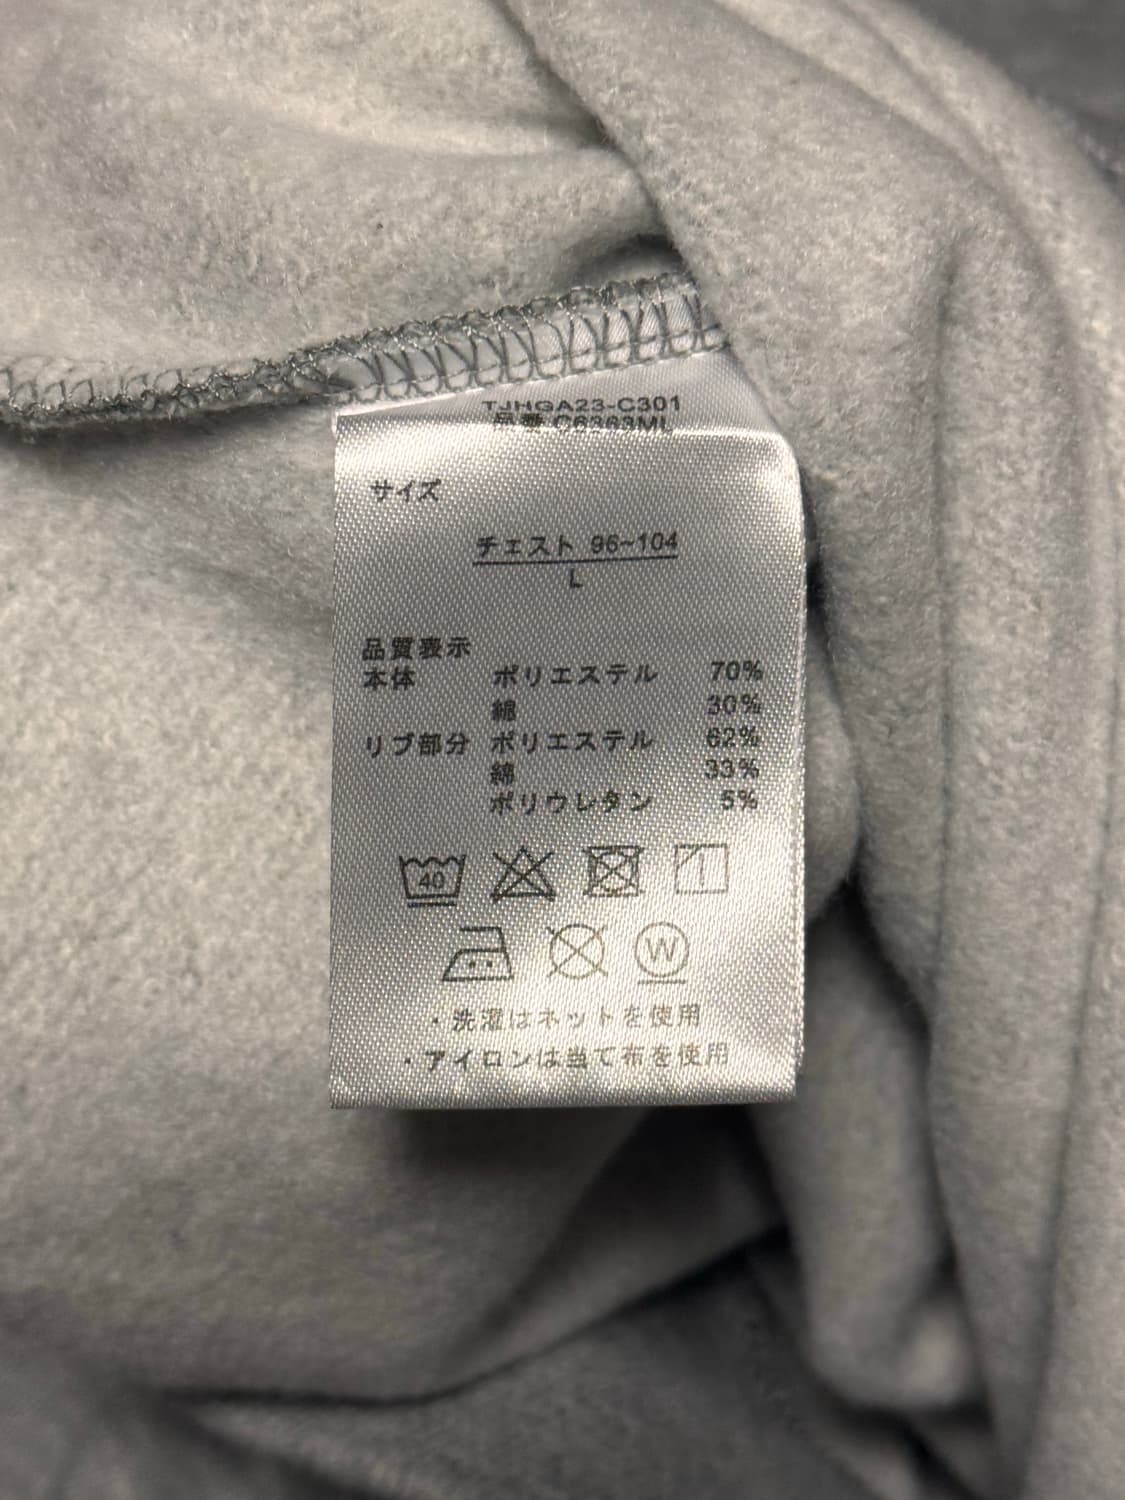 TJHGA23-C301
品番 C6363ML
サイズ
チェスト 96~104
L
品質表示
本体 ポリエステル 70%
綿 30%
リブ部分 ポリエステル 62%
綿 33%
ポリウレタン 5%
40
W
・洗濯はネットを使用
・アイロンは当て布を使用